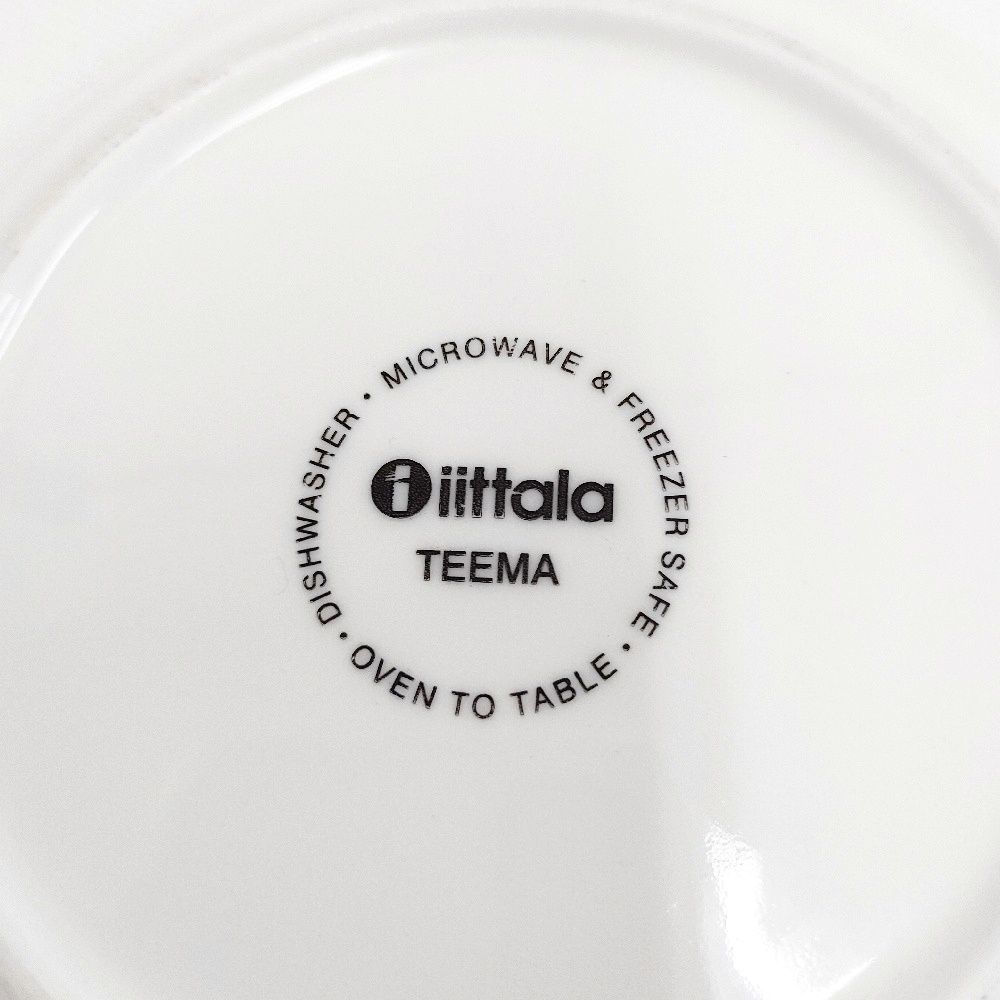 DISHWASHER · MICROWAVE & FREEZER SAFE · OVEN TO TABLE ·
iittala
TEEMA